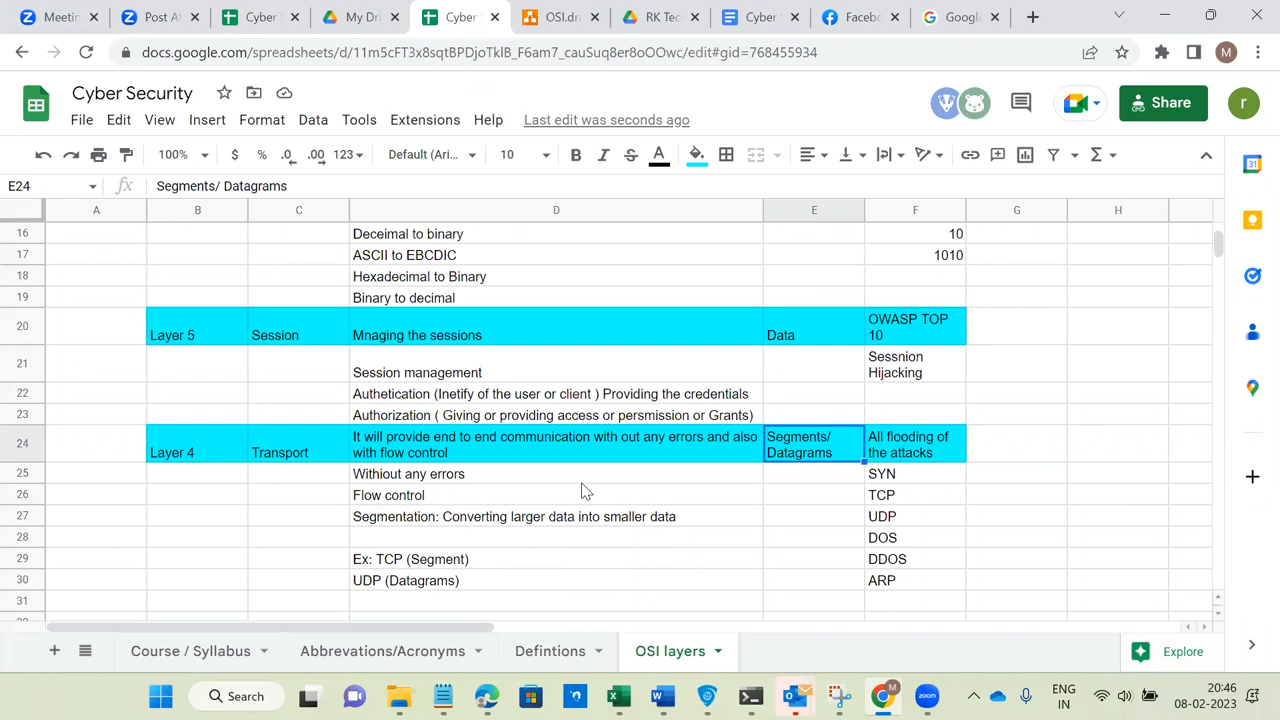 Meetin
Post At
Cyber S
My Driv
Cyber S
OSI.dra
RK Tec
Cyber
Facebo
Google
docs.google.com/spreadsheets/d/11m5cFT3x8sqtBPDjoTklB_F6am7_cauSuq8er8oOOwc/edit#gid=768455934
M
Cyber Security
Share
r
File Edit View Insert Format Data Tools Extensions Help Last edit was seconds ago
100% $ % .0 .00 123 Default (Ari... 10 B I S A
E24 fx Segments/ Datagrams
A B C D E F G H
16 Deceimal to binary 10
17 ASCII to EBCDIC 1010
18 Hexadecimal to Binary
19 Binary to decimal
20 Layer 5 Session Mnaging the sessions Data OWASP TOP
10
21 Session management Sessnion
Hijacking
22 Authetication (Inetify of the user or client ) Providing the credentials
23 Authorization ( Giving or providing access or persmission or Grants)
24 Layer 4 Transport It will provide end to end communication with out any errors and also
with flow control
Segments/
Datagrams
All flooding of
the attacks
25 Withiout any errors SYN
26 Flow control TCP
27 Segmentation: Converting larger data into smaller data UDP
28 DOS
29 Ex: TCP (Segment) DDOS
30 UDP (Datagrams) ARP
31
Course / Syllabus Abbrevations/Acronyms Defintions OSI layers Explore
Search
zoom
ENG
IN
20:46
08-02-2023